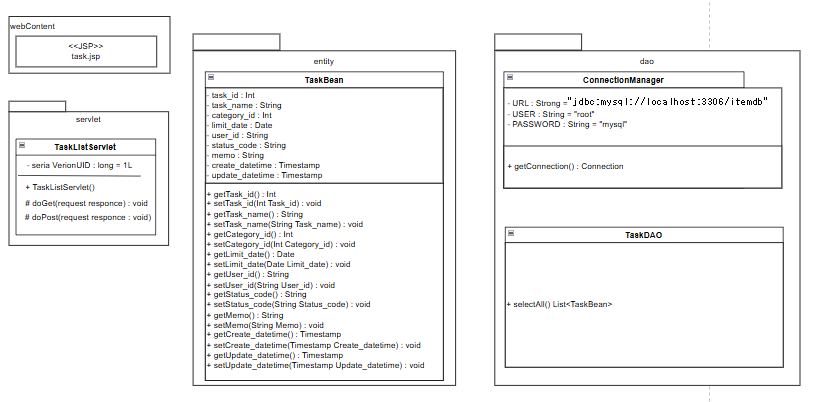 webContent
<<JSP>>
task.jsp
servlet
TaskListServlet
- seria VerionUID : long = 1L
+ TaskListServlet()
# doGet(request responce) : void
# doPost(request responce : void)
entity
TaskBean
- task_id : Int
- task_name : String
- category_id : Int
- limit_date : Date
- user_id : String
- status_code : String
- memo : String
- create_datetime : Timestamp
- update_datetime : Timestamp
+ getTask_id() : Int
+ setTask_id(Int Task_id) : void
+ getTask_name() : String
+ setTask_name(String Task_name) : void
+ getCategory_id() : Int
+ setCategory_id(Int Category_id) : void
+ getLimit_date() : Date
+ setLimit_date(Date Limit_date) : void
+ getUser_id() : String
+ setUser_id(String User_id) : void
+ getStatus_code() : String
+ setStatus_code(String Status_code) : void
+ getMemo() : String
+ setMemo(String Memo) : void
+ getCreate_datetime() : Timestamp
+ setCreate_datetime(Timestamp Create_datetime) : void
+ getUpdate_datetime() : Timestamp
+ setUpdate_datetime(Timestamp Update_datetime) : void
dao
ConnectionManager
- URL : Strong ="jdbc:mysql://localhost:3306/itemdb"
- USER : String = "root"
- PASSWORD : String = "mysql"
+ getConnection() : Connection
TaskDAO
+ selectAll() List<TaskBean>